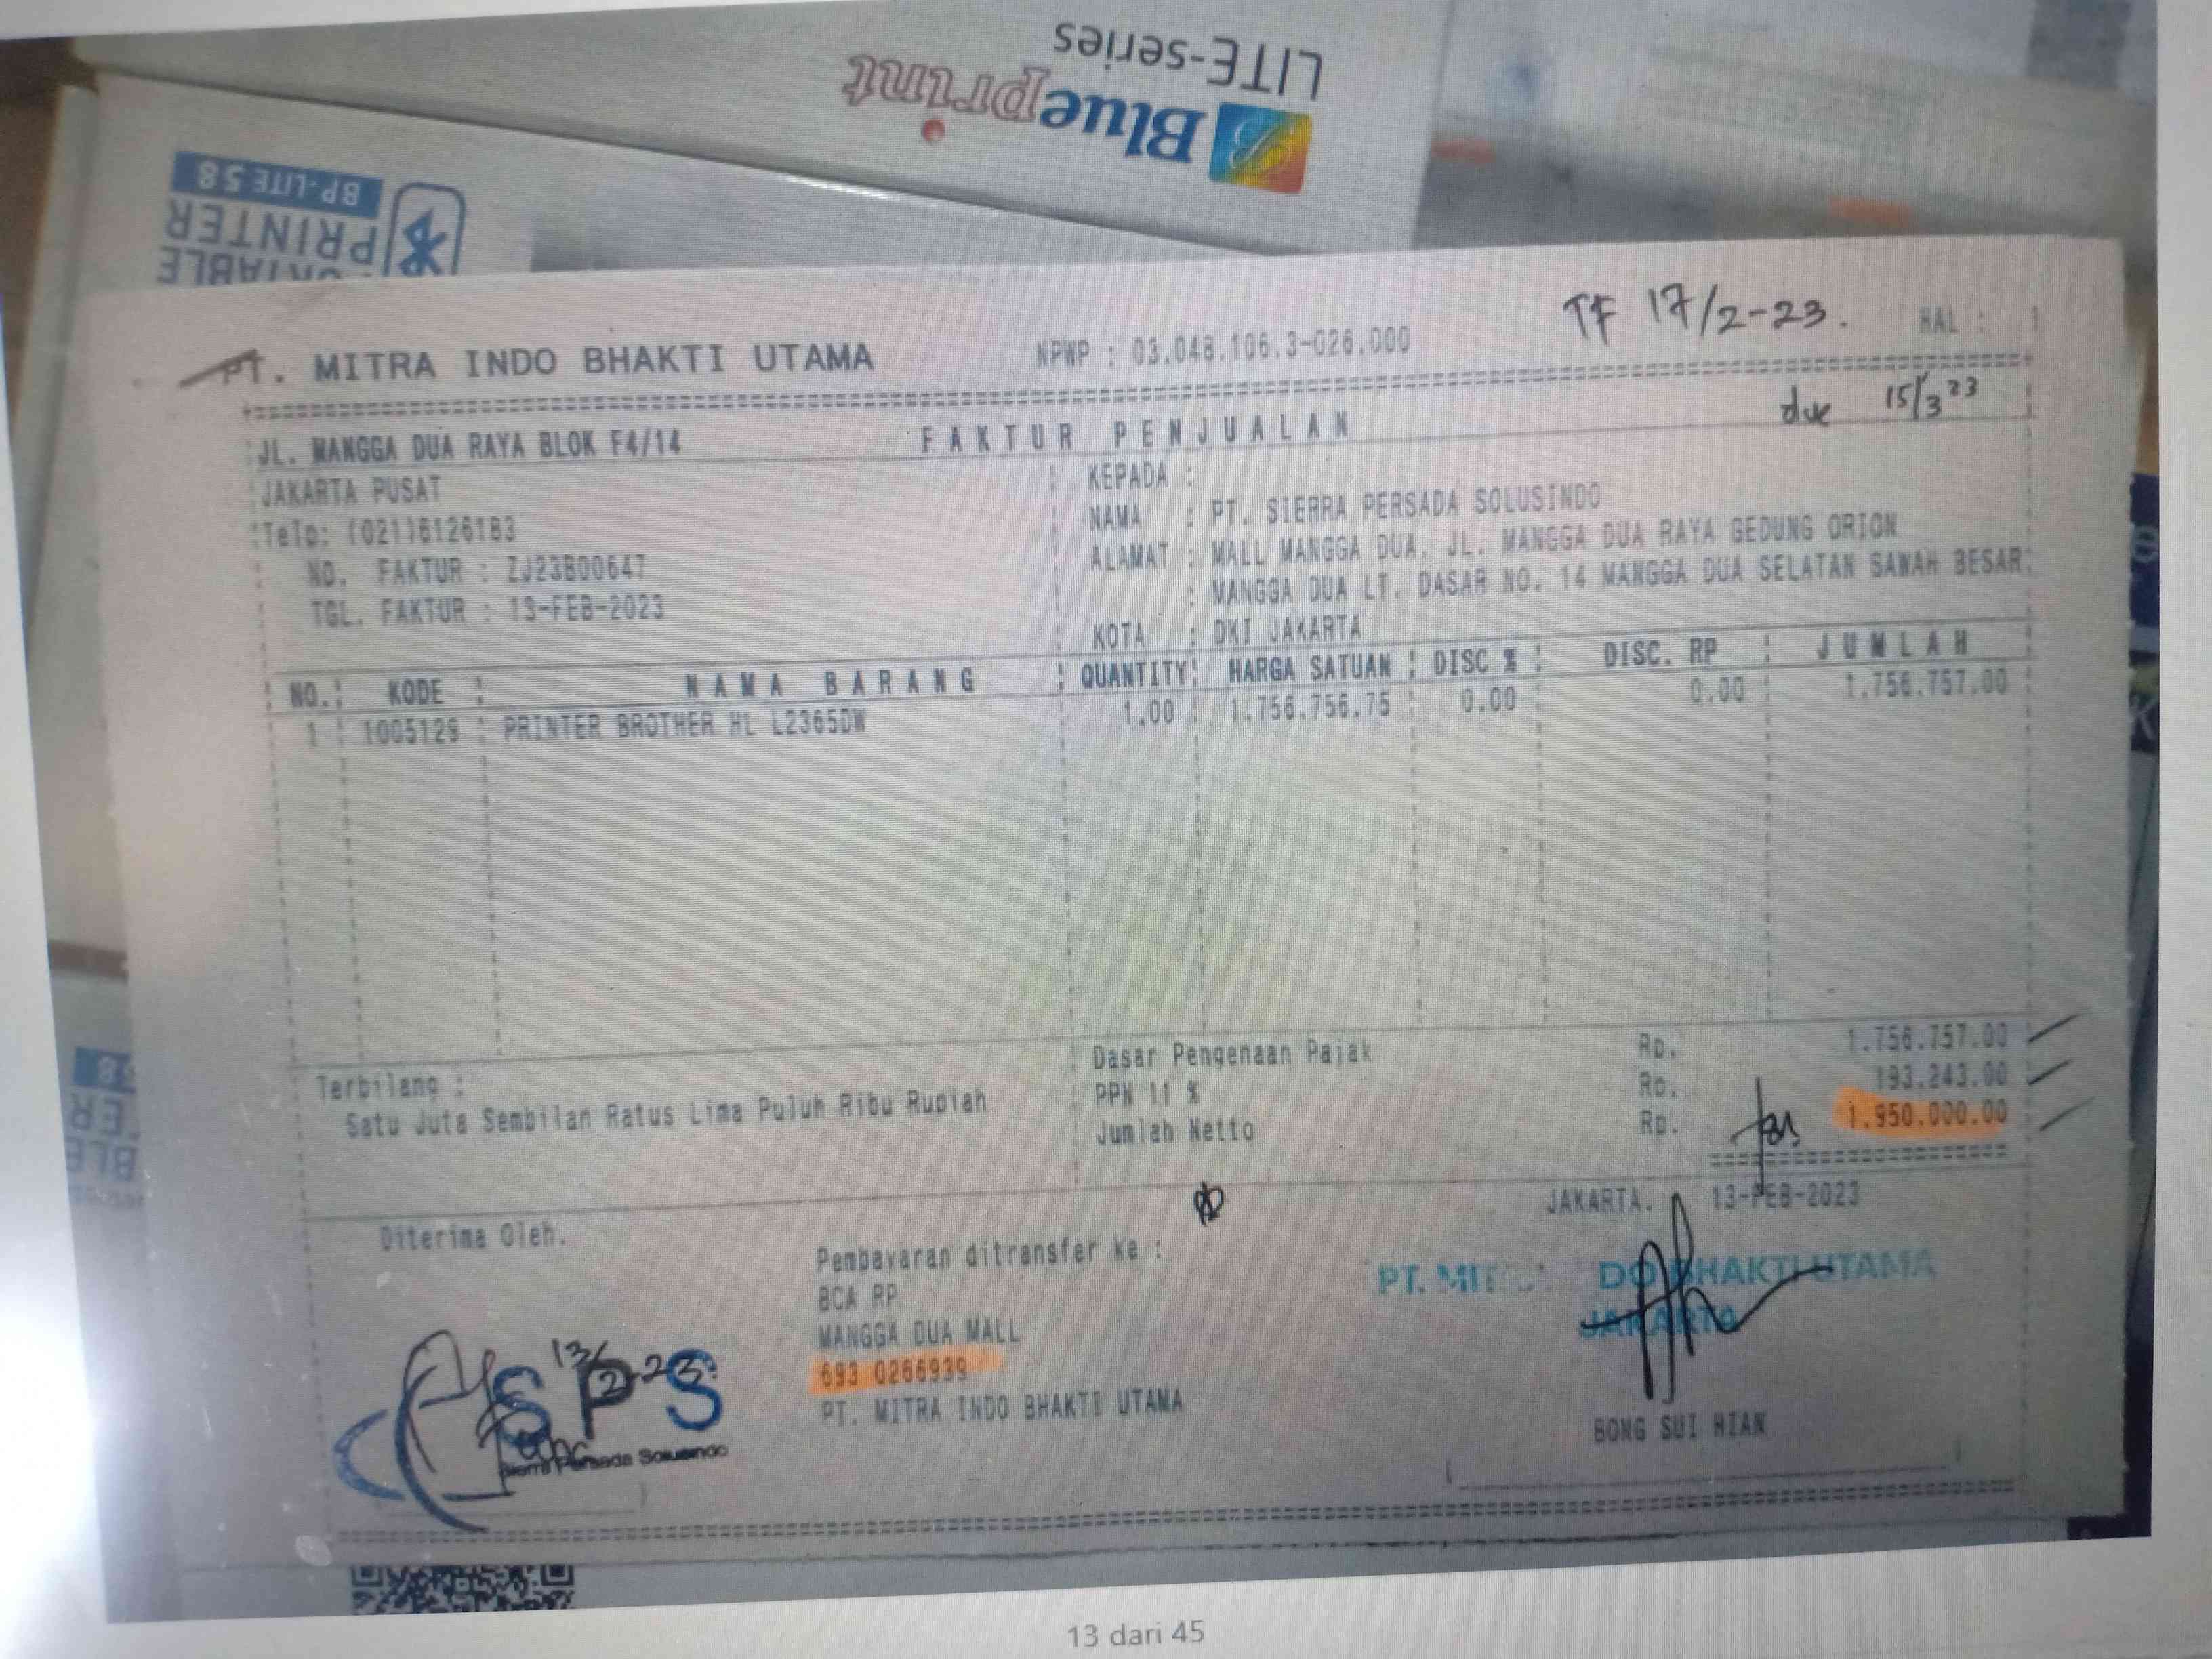 LITE-series
Blueprint
BP-LITE 58
PRINTER
TF 17/2-23.
PT. MITRA INDO BHAKTI UTAMA NPWP : 03.048.106.3-026.000 HAL : 1
due 15/3 23
JL. MANGGA DUA RAYA BLOK F4/14 FAKTUR PENJUALAN
JAKARTA PUSAT KEPADA :
Telp: (021)6126183 NAMA : PT. SIERRA PERSADA SOLUSINDO
NO. FAKTUR : ZJ23B00647 ALAMAT : MALL MANGGA DUA, JL. MANGGA DUA RAYA GEDUNG ORION
TGL. FAKTUR : 13-FEB-2023 : MANGGA DUA LT. DASAR NO. 14 MANGGA DUA SELATAN SAWAH BESAR
KOTA : DKI JAKARTA
NO. KODE NAMA BARANG QUANTITY HARGA SATUAN DISC % DISC. RP JUMLAH
1 1005129 PRINTER BROTHER HL L2365DW 1.00 1,756,756.75 0.00 0.00 1.756.757.00
Dasar Pengenaan Pajak Rp. 1.756.757.00
Terbilang : PPN 11 % Rp. 193.243.00
Satu Juta Sembilan Ratus Lima Puluh Ribu Rupiah Jumlah Netto Rp. 1.950.000.00
JAKARTA, 13-FEB-2023
Diterima Oleh,
Pembayaran ditransfer ke :
BCA RP
MANGGA DUA MALL
693 0266939
PT. MITRA INDO BHAKTI UTAMA
13/2-23
SPS
Persada Solusindo
PT. MIT DO BHAKTI UTAMA
JAKARTA
BONG SUI HIAN
13 dari 45